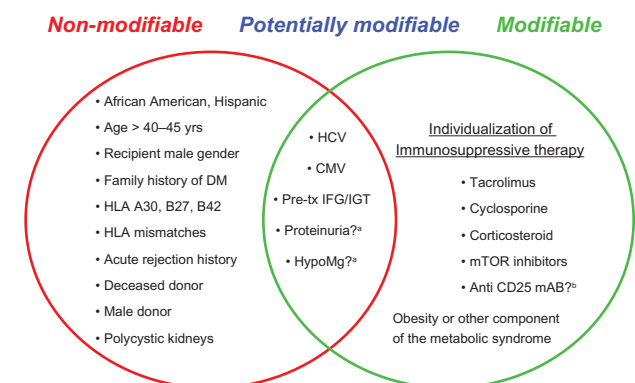 Non-modifiable Potentially modifiable Modifiable
• African American, Hispanic
• Age > 40–45 yrs
• Recipient male gender
• Family history of DM
• HLA A30, B27, B42
• HLA mismatches
• Acute rejection history
• Deceased donor
• Male donor
• Polycystic kidneys
• HCV
• CMV
• Pre-tx IFG/IGT
• Proteinuria?ᵃ
• HypoMg?ᵃ
Individualization of
Immunosuppressive therapy
• Tacrolimus
• Cyclosporine
• Corticosteroid
• mTOR inhibitors
• Anti CD25 mAB?ᵇ
Obesity or other component
of the metabolic syndrome